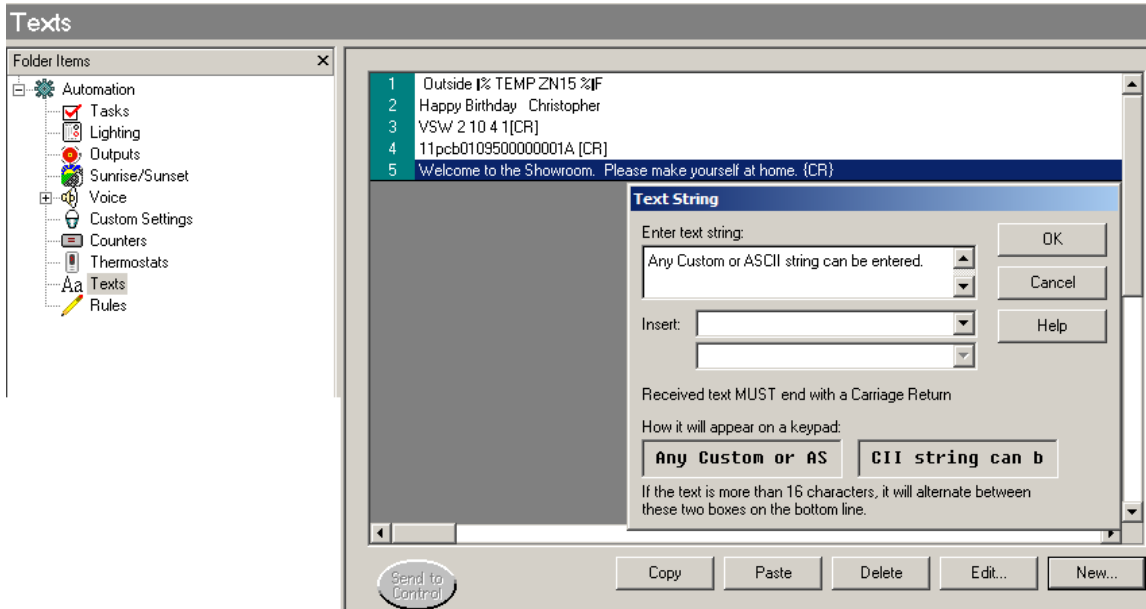 Texts
Folder Items
Automation
Tasks
Lighting
Outputs
Sunrise/Sunset
Voice
Custom Settings
Counters
Thermostats
Aa Texts
Rules
1 Outside |% TEMP ZN15 %|F
2 Happy Birthday Christopher
3 VSW 2 10 4 1[CR]
4 11pcb0109500000001A [CR]
5 Welcome to the Showroom. Please make yourself at home. {CR}
Text String
Enter text string:
Any Custom or ASCII string can be entered.
OK
Cancel
Insert:
Help
Received text MUST end with a Carriage Return
How it will appear on a keypad:
Any Custom or AS CII string can b
If the text is more than 16 characters, it will alternate between
these two boxes on the bottom line.
Send to
Control
Copy Paste Delete Edit... New...